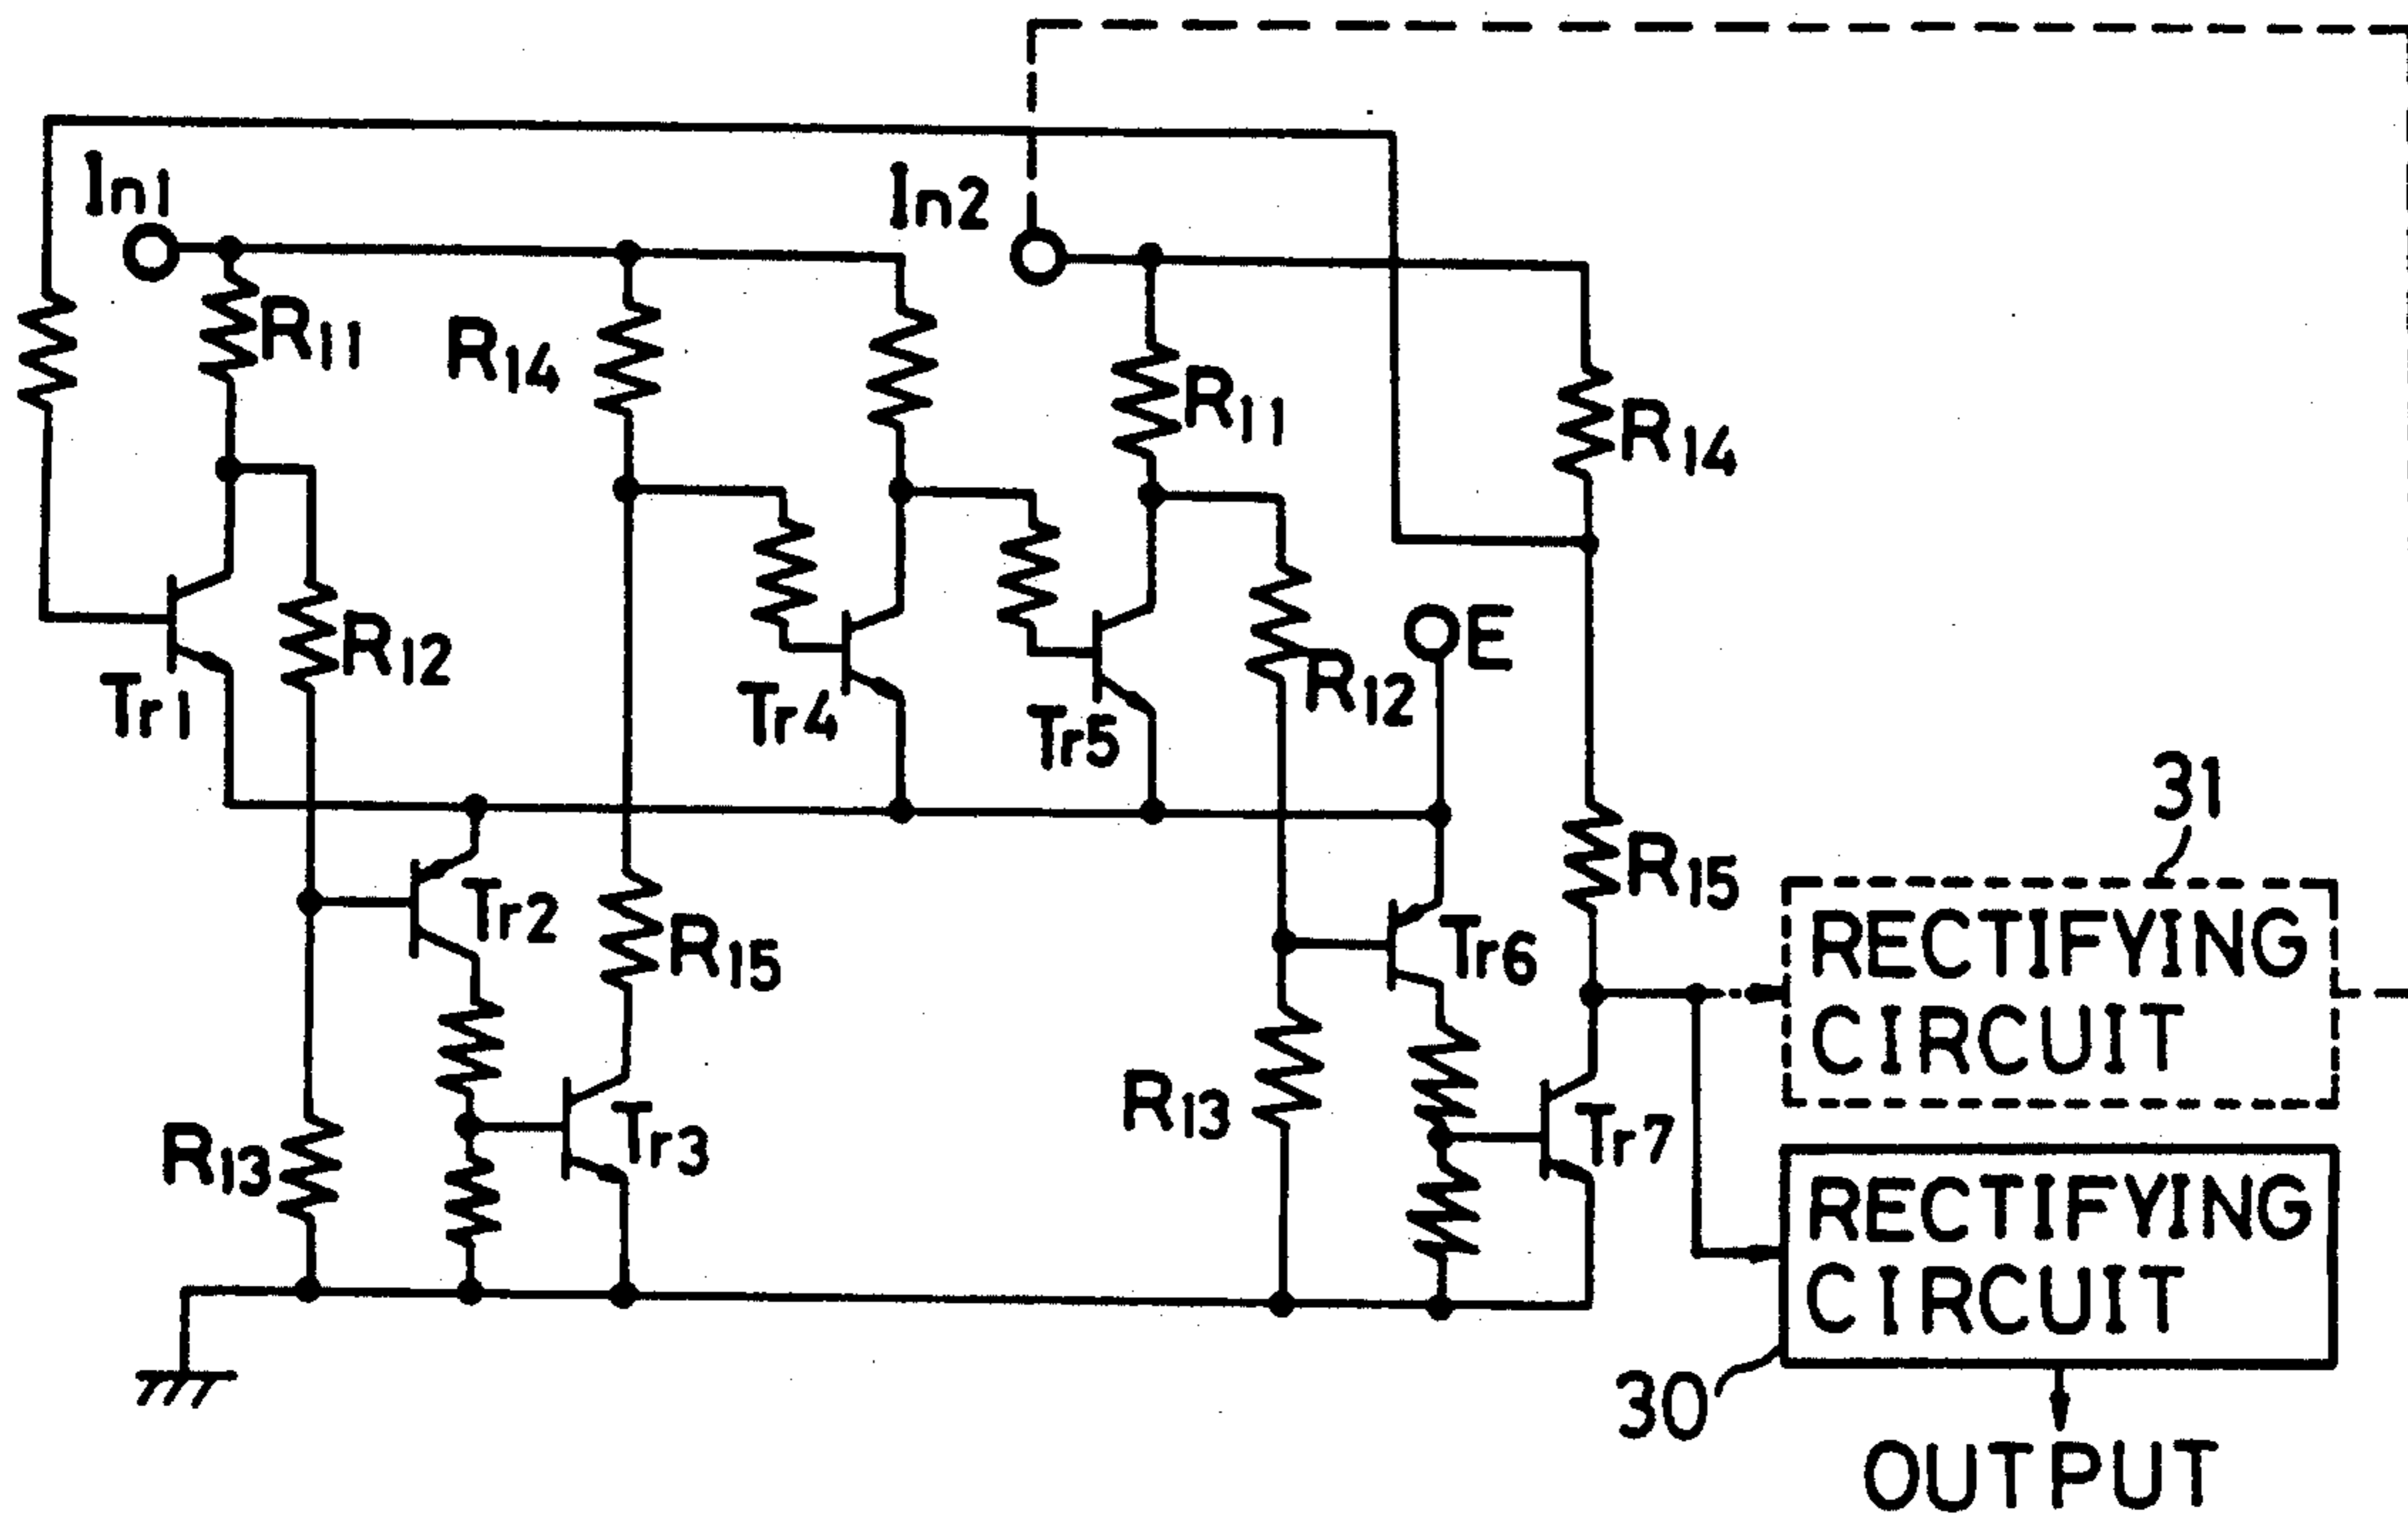 In1
In2
R11
R14
R11
R14
R12
E
Tr1
Tr4
Tr5
R12
31
Tr2
R15
R15
Tr6
RECTIFYING
CIRCUIT
R13
Tr3
R13
Tr7
RECTIFYING
CIRCUIT
30
OUTPUT